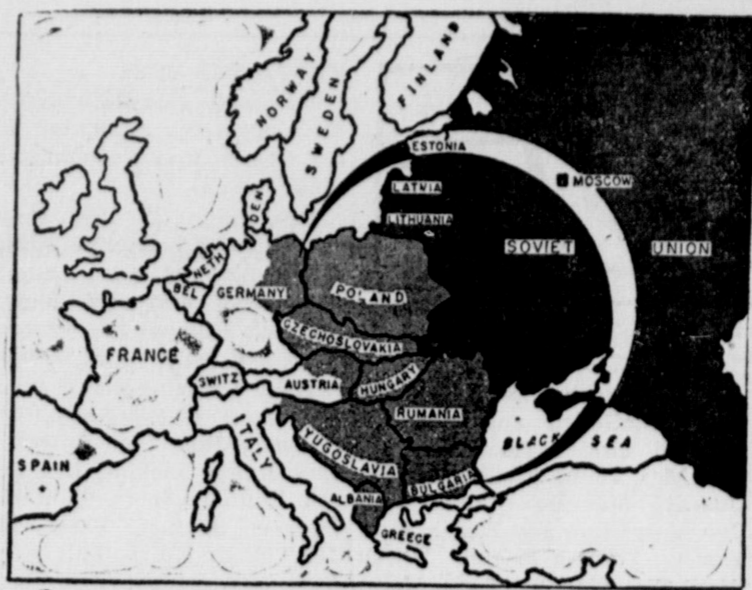 NORWAY
SWEDEN
FINLAND
ESTONIA
LATVIA
MOSCOW
LITHUANIA
DEN
SOVIET UNION
NETH
BEL
GERMANY
POLAND
CZECHOSLOVAKIA
FRANCE
SWITZ
AUSTRIA
HUNGARY
RUMANIA
ITALY
YUGOSLAVIA
BLACK SEA
SPAIN
BULGARIA
ALBANIA
GREECE